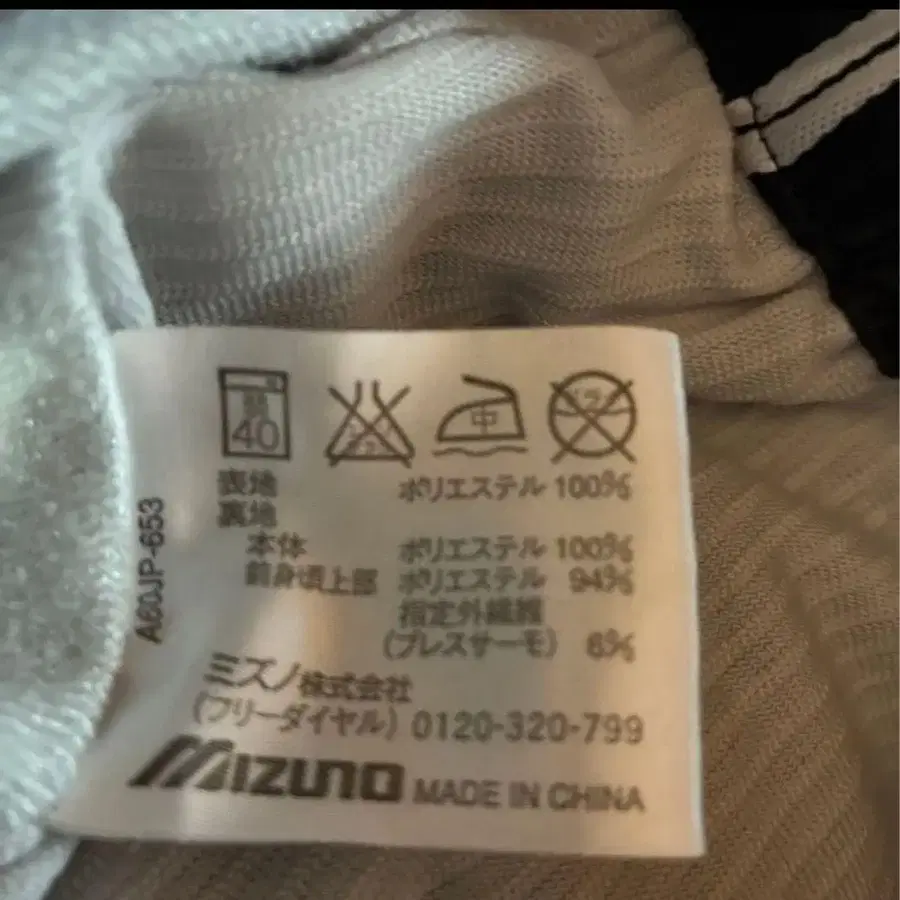 40
中
表地 ポリエステル 100%
裏地
本体 ポリエステル 100%
前身頃上部 ポリエステル 94%
指定外繊維
(ブレスサーモ) 6%
ミズノ株式会社
(フリーダイヤル) 0120-320-799
MIZUNO MADE IN CHINA
A60JP-653